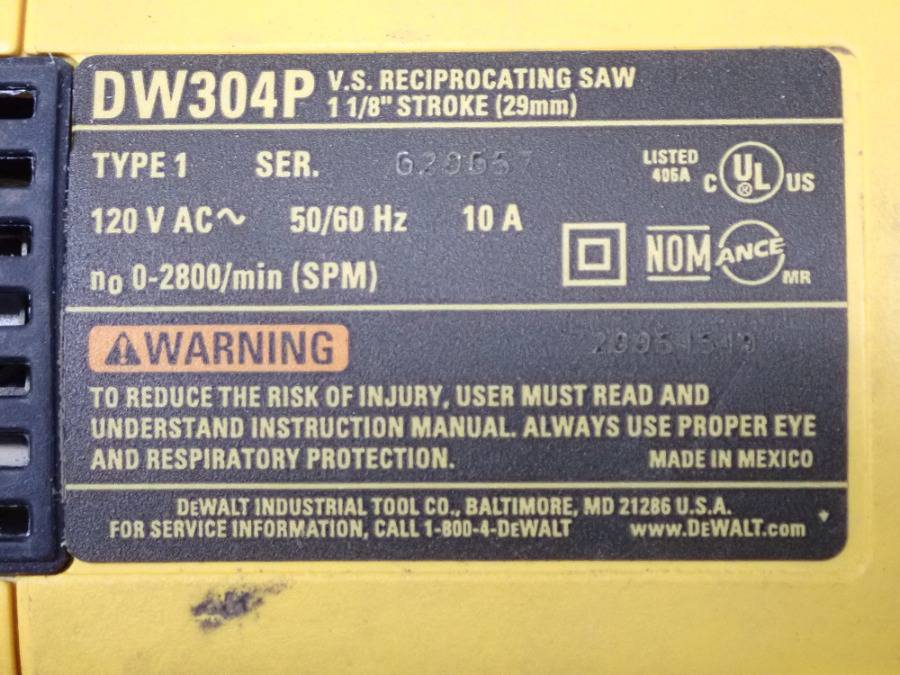 DW304P V.S. RECIPROCATING SAW
1 1/8" STROKE (29mm)
TYPE 1 SER.
LISTED
406A
C UL US
120 V AC~ 50/60 Hz 10 A
NOM ANCE
MR
n₀ 0-2800/min (SPM)
WARNING
TO REDUCE THE RISK OF INJURY, USER MUST READ AND
UNDERSTAND INSTRUCTION MANUAL. ALWAYS USE PROPER EYE
AND RESPIRATORY PROTECTION. MADE IN MEXICO
DEWALT INDUSTRIAL TOOL CO., BALTIMORE, MD 21286 U.S.A.
FOR SERVICE INFORMATION, CALL 1-800-4-DEWALT www.DEWALT.com